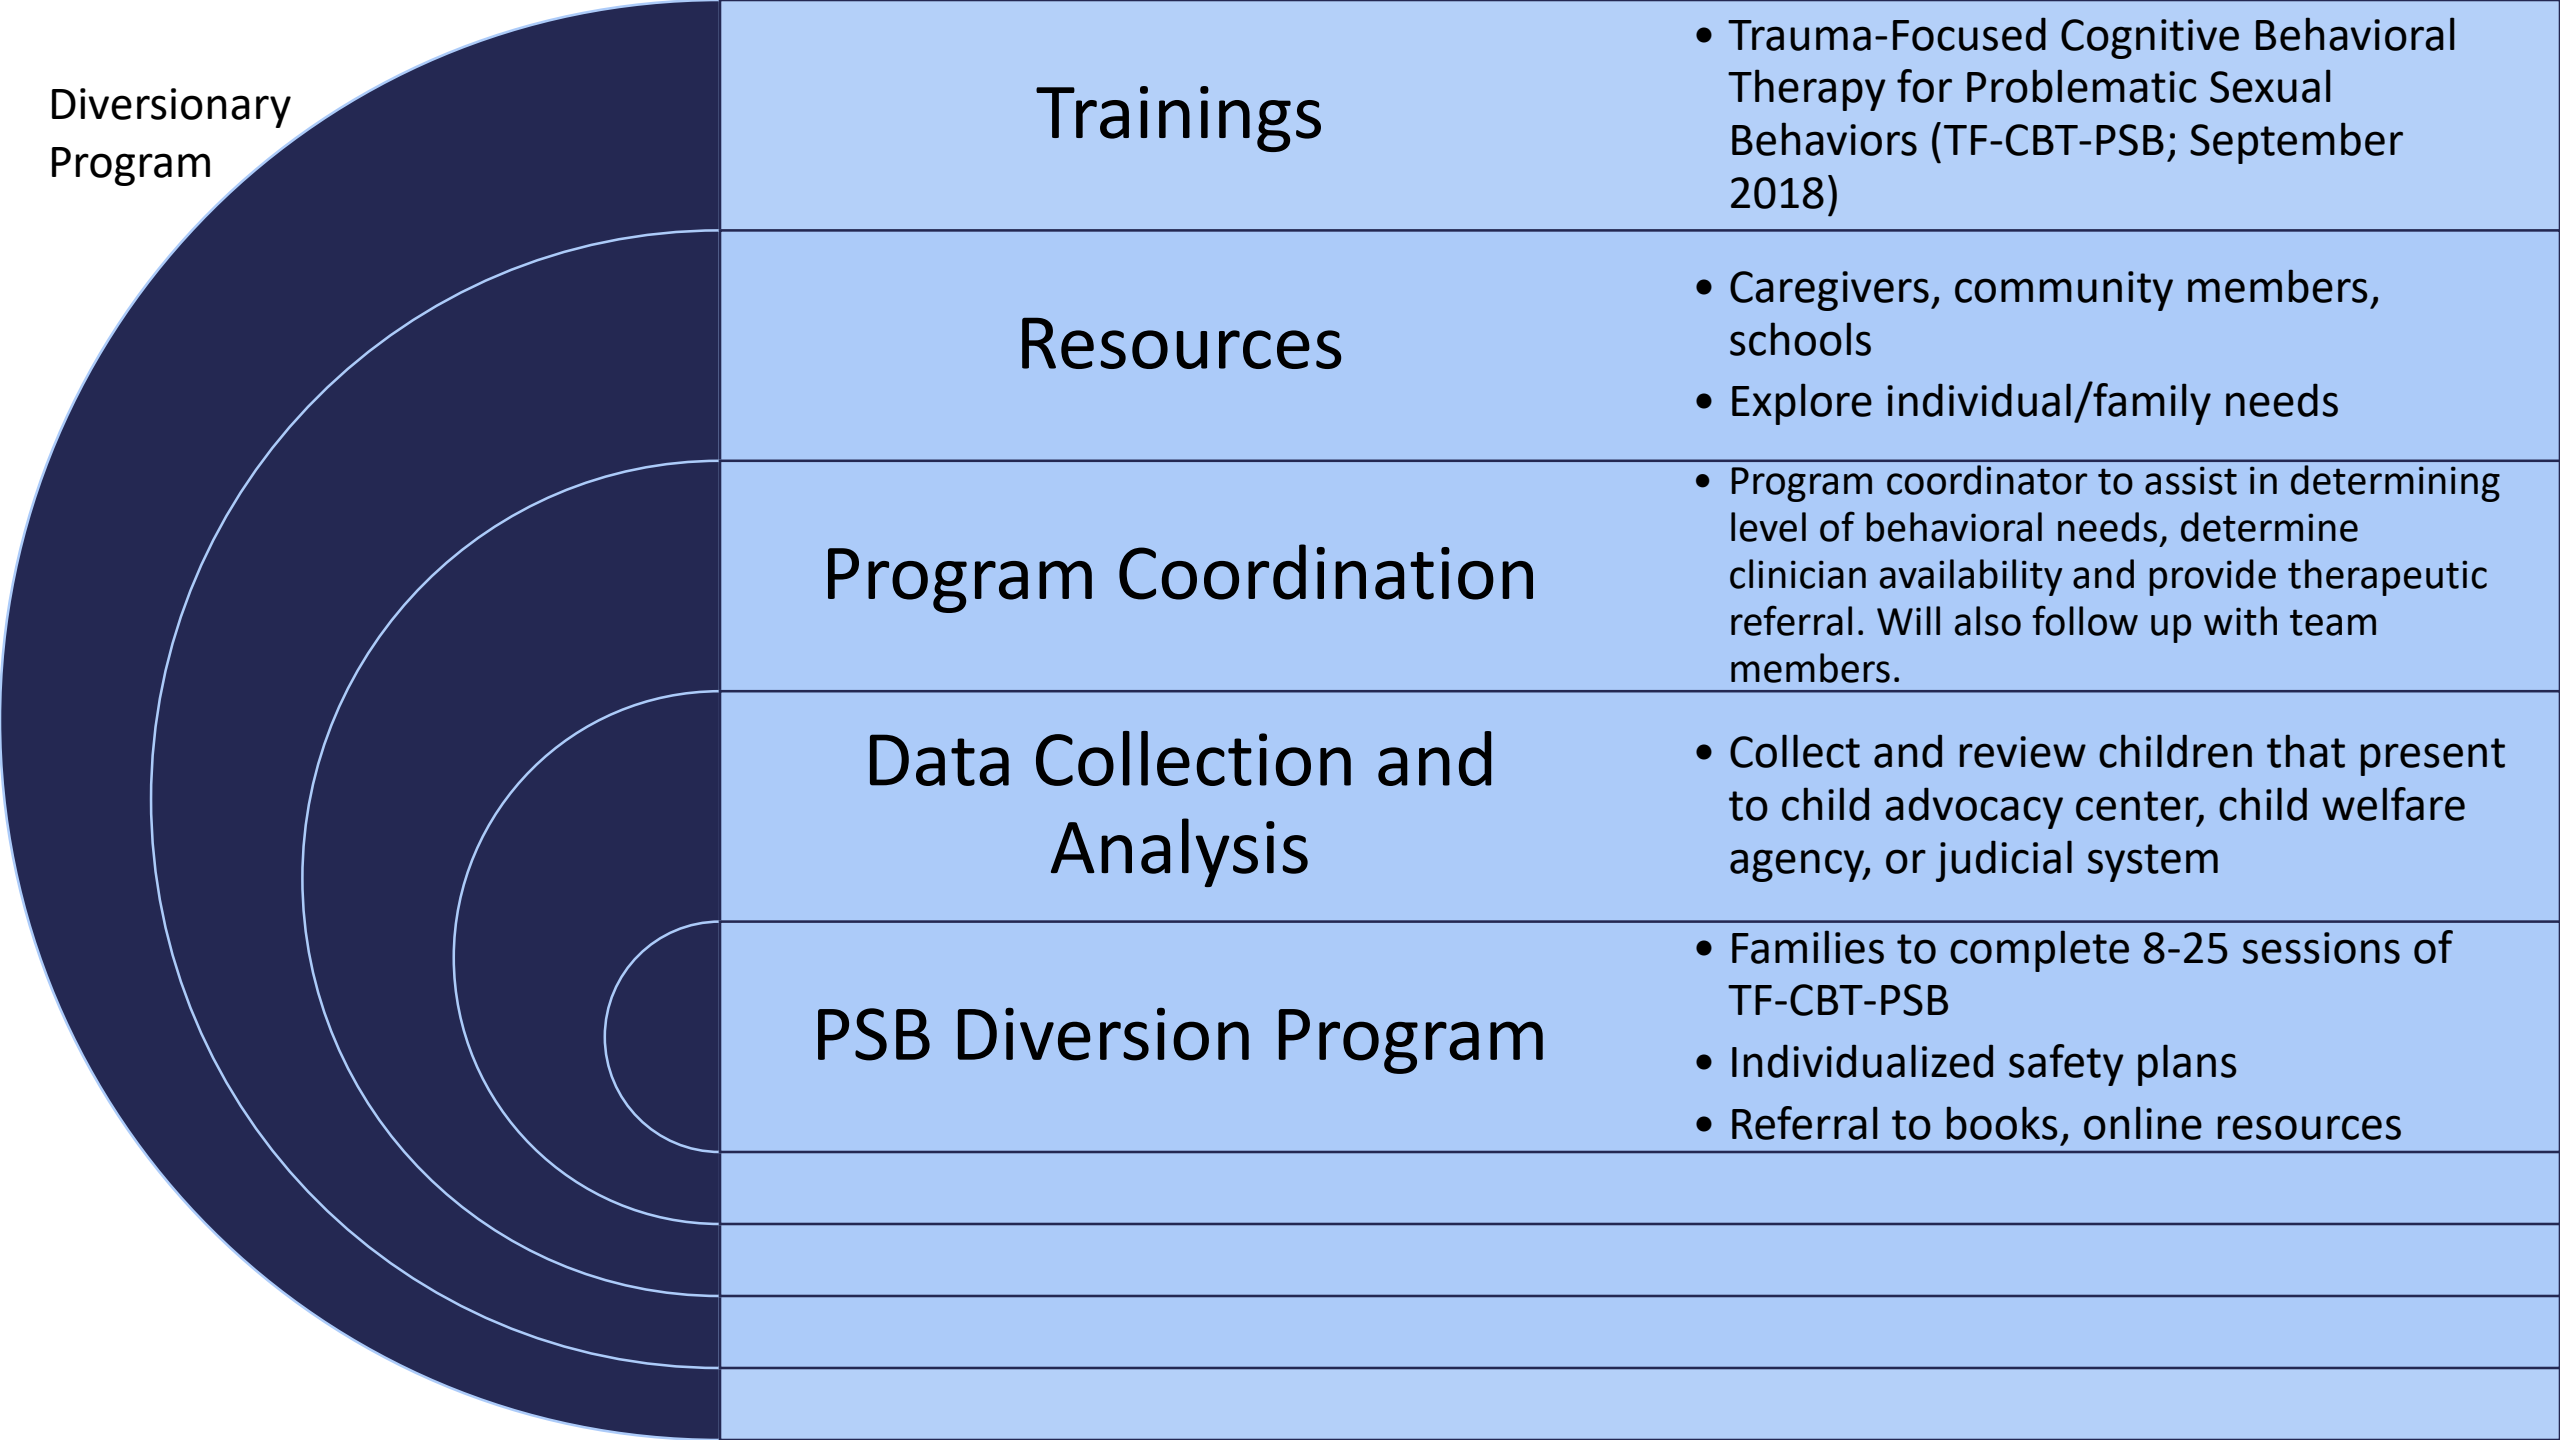 Diversionary
Program
Trainings
• Trauma-Focused Cognitive Behavioral
Therapy for Problematic Sexual
Behaviors (TF-CBT-PSB; September
2018)
Resources
• Caregivers, community members,
schools
• Explore individual/family needs
Program Coordination
• Program coordinator to assist in determining
level of behavioral needs, determine
clinician availability and provide therapeutic
referral. Will also follow up with team
members.
Data Collection and
Analysis
• Collect and review children that present
to child advocacy center, child welfare
agency, or judicial system
PSB Diversion Program
• Families to complete 8-25 sessions of
TF-CBT-PSB
• Individualized safety plans
• Referral to books, online resources